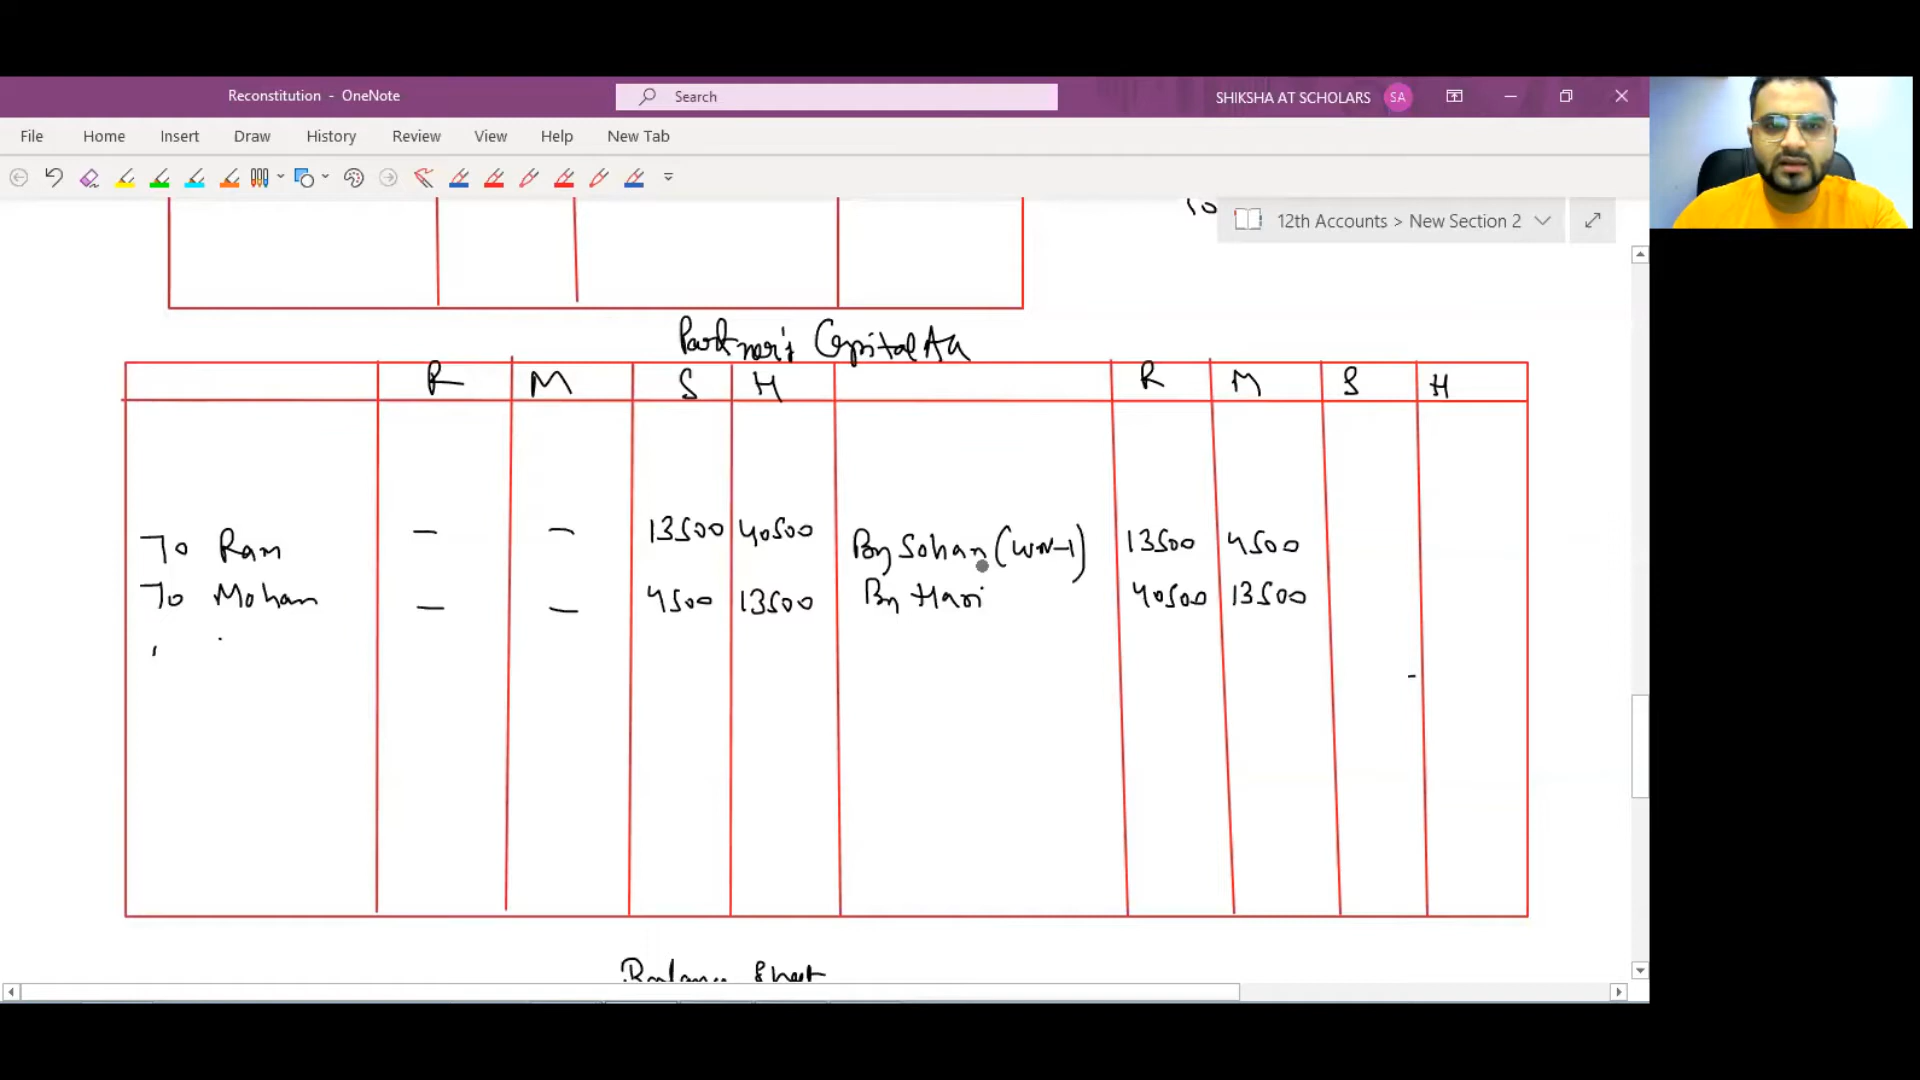 Reconstitution - OneNote
Search
SHIKSHA AT SCHOLARS SA
File Home Insert Draw History Review View Help New Tab
To
12th Accounts > New Section 2
Partner's Capital A/c
R M S H R M S H
To Ram - - 13500 40500 By Sohan (WN-1) 13500 4500
To Mohan - - 4500 13500 By Hari 40500 13500
Balance Sheet